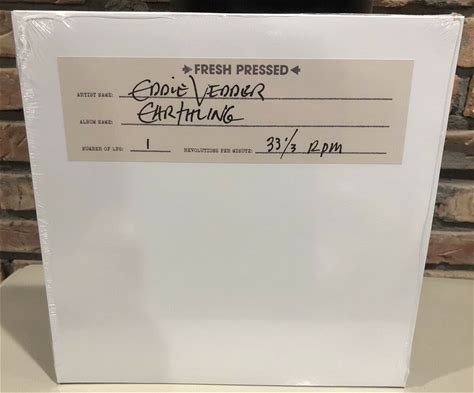 FRESH PRESSED
ARTIST NAME: EDDIE VEDDER
ALBUM NAME: EARTHLING
NUMBER OF LPS: 1 REVOLUTIONS PER MINUTE: 33 1/3 RPM